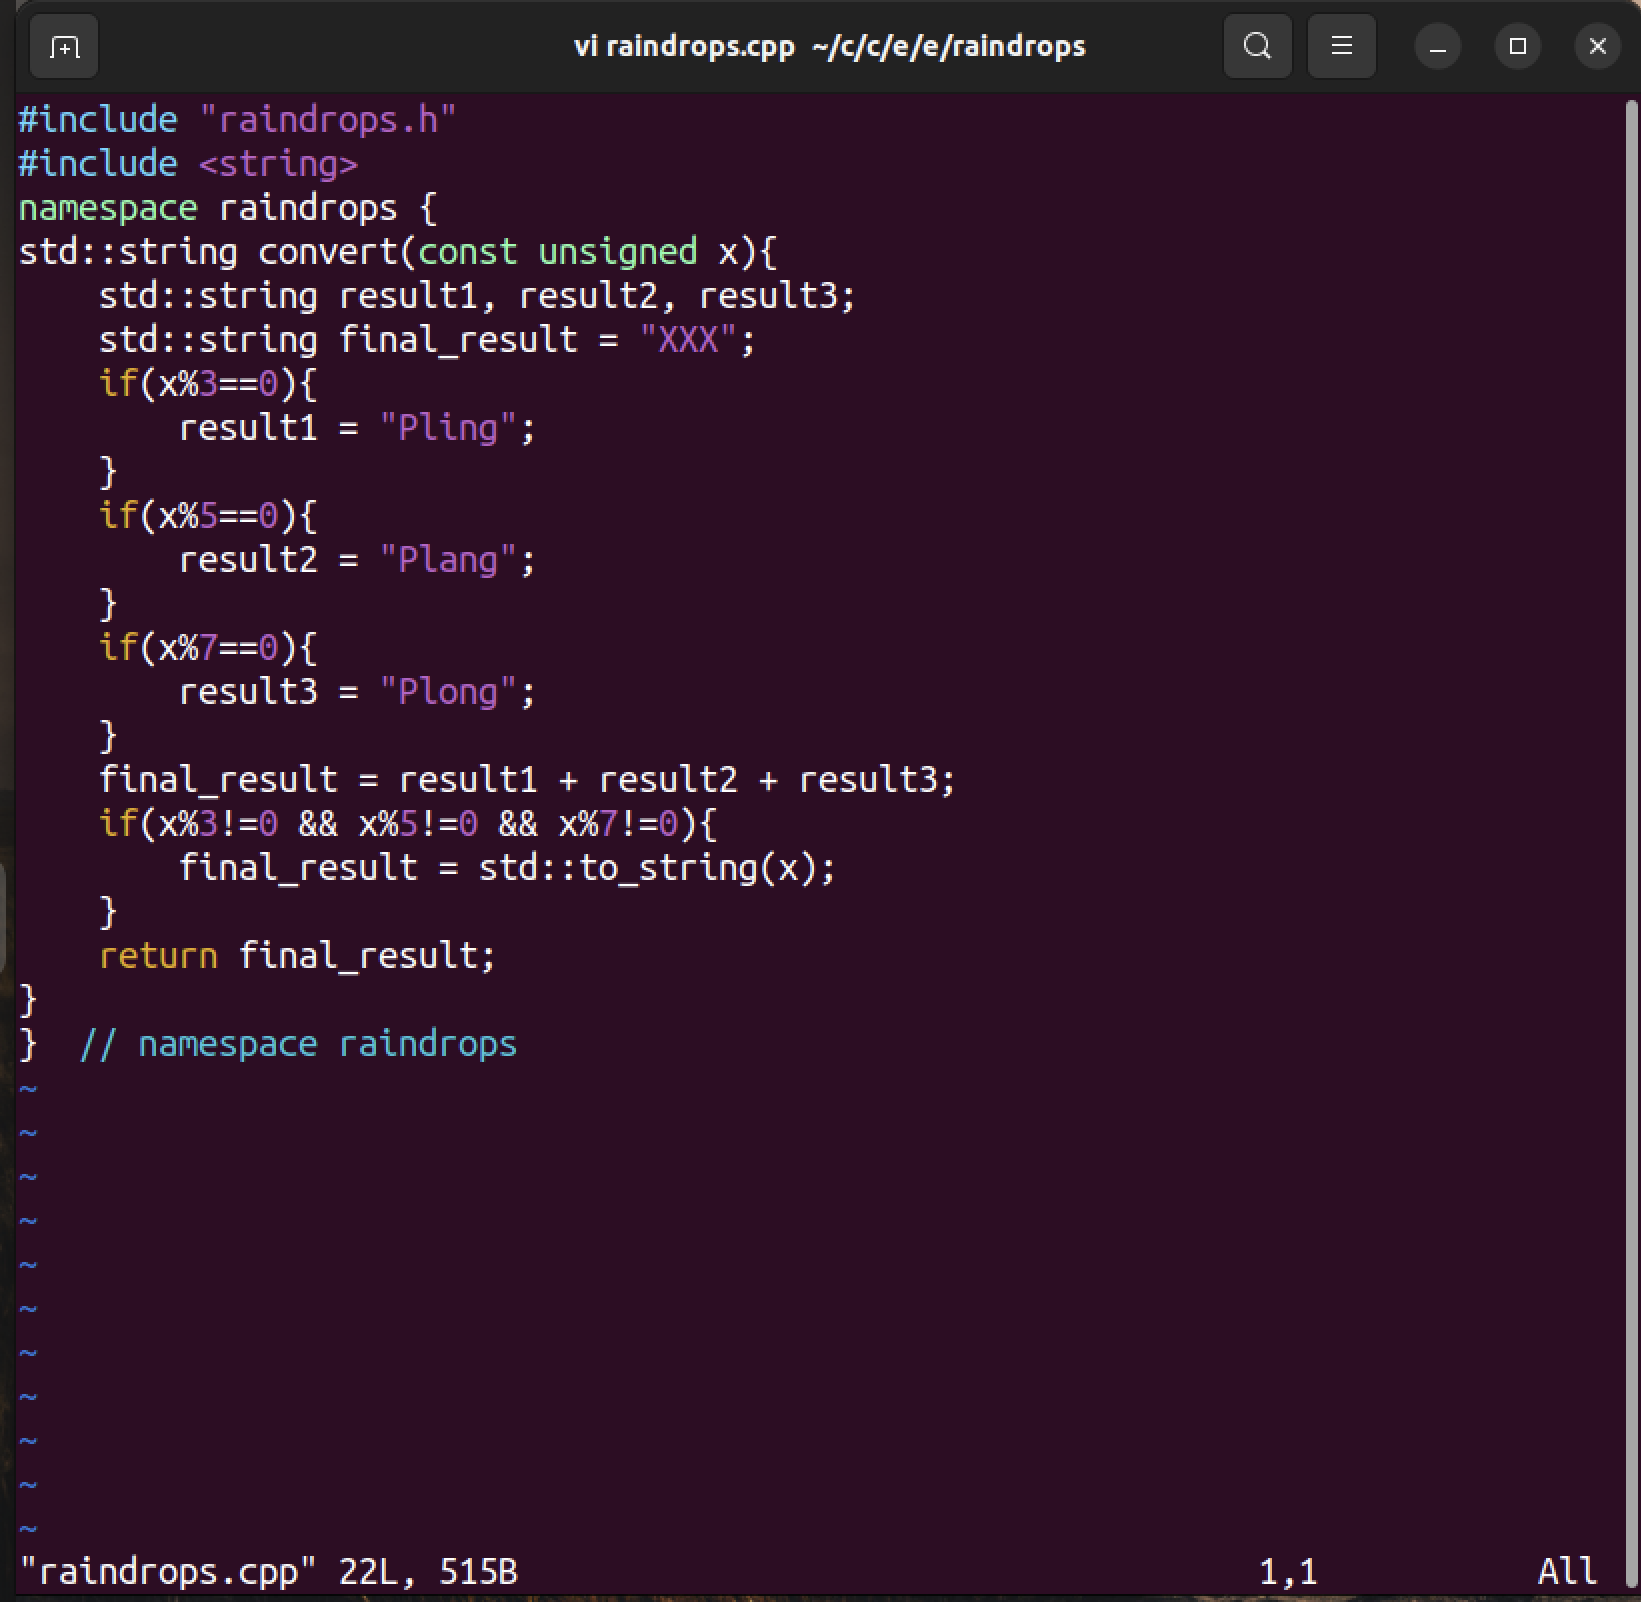 vi raindrops.cpp ~/c/c/e/e/raindrops
#include "raindrops.h"
#include <string>
namespace raindrops {
std::string convert(const unsigned x){
    std::string result1, result2, result3;
    std::string final_result = "XXX";
    if(x%3==0){
        result1 = "Pling";
    }
    if(x%5==0){
        result2 = "Plang";
    }
    if(x%7==0){
        result3 = "Plong";
    }
    final_result = result1 + result2 + result3;
    if(x%3!=0 && x%5!=0 && x%7!=0){
        final_result = std::to_string(x);
    }
    return final_result;
}
}  // namespace raindrops
~
~
~
~
~
~
~
~
~
~
~
"raindrops.cpp" 22L, 515B 1,1 All